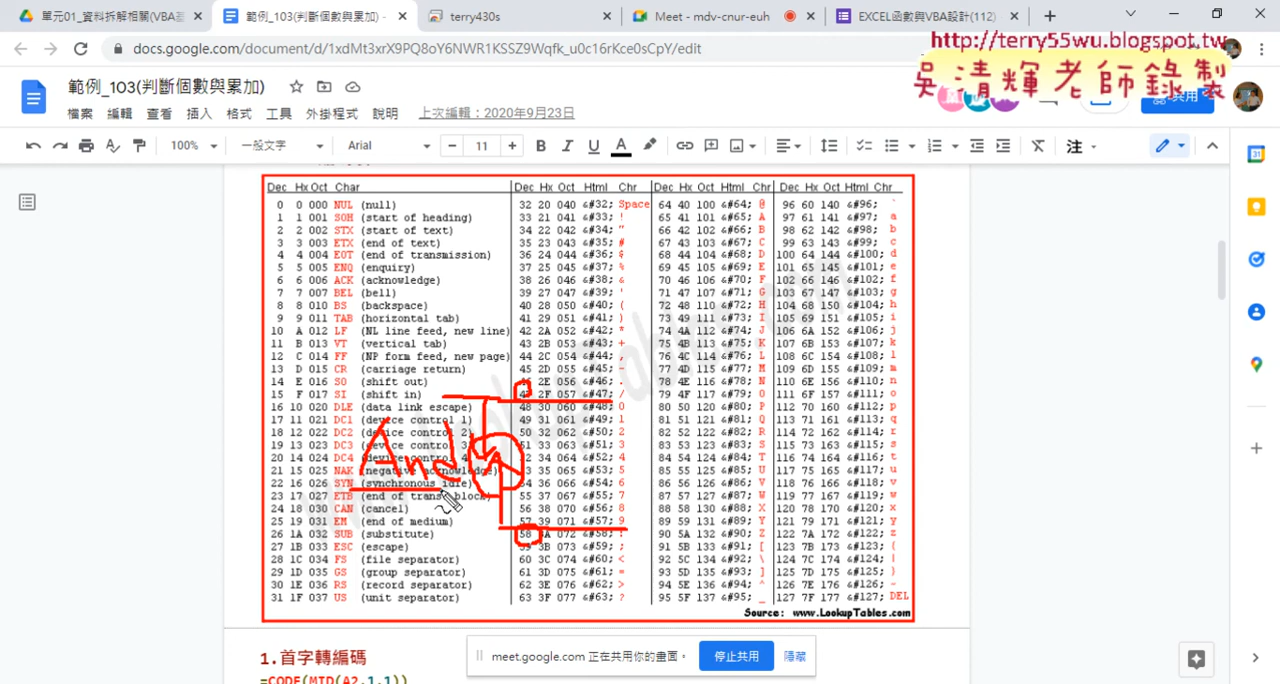 單元01_資料拆解相關(VBA基
範例_103(判斷個數與累加) -
terry430s
Meet - mdv-cnur-euh
EXCEL函數與VBA設計(112)
docs.google.com/document/d/1xdMt3xrX9PQ8oY6NWR1KSSZ9Wqfk_u0c16rKce0sCpY/edit
http://terry55wu.blogspot.tw
吳清輝老師錄製
範例_103(判斷個數與累加)
檔案 編輯 查看 插入 格式 工具 外掛程式 說明 上次編輯：2020年9月23日
共用
100% 一般文字 Arial 11 注
Dec Hx Oct Char Dec Hx Oct Html Chr Dec Hx Oct Html Chr Dec Hx Oct Html Chr
0 0 000 NUL (null) 32 20 040 &#32; Space 64 40 100 &#64; @ 96 60 140 &#96; `
1 1 001 SOH (start of heading) 33 21 041 &#33; ! 65 41 101 &#65; A 97 61 141 &#97; a
2 2 002 STX (start of text) 34 22 042 &#34; " 66 42 102 &#66; B 98 62 142 &#98; b
3 3 003 ETX (end of text) 35 23 043 &#35; # 67 43 103 &#67; C 99 63 143 &#99; c
4 4 004 EOT (end of transmission) 36 24 044 &#36; $ 68 44 104 &#68; D 100 64 144 &#100; d
5 5 005 ENQ (enquiry) 37 25 045 &#37; % 69 45 105 &#69; E 101 65 145 &#101; e
6 6 006 ACK (acknowledge) 38 26 046 &#38; & 70 46 106 &#70; F 102 66 146 &#102; f
7 7 007 BEL (bell) 39 27 047 &#39; ' 71 47 107 &#71; G 103 67 147 &#103; g
8 8 010 BS (backspace) 40 28 050 &#40; ( 72 48 110 &#72; H 104 68 150 &#104; h
9 9 011 TAB (horizontal tab) 41 29 051 &#41; ) 73 49 111 &#73; I 105 69 151 &#105; i
10 A 012 LF (NL line feed, new line) 42 2A 052 &#42; * 74 4A 112 &#74; J 106 6A 152 &#106; j
11 B 013 VT (vertical tab) 43 2B 053 &#43; + 75 4B 113 &#75; K 107 6B 153 &#107; k
12 C 014 FF (NP form feed, new page) 44 2C 054 &#44; , 76 4C 114 &#76; L 108 6C 154 &#108; l
13 D 015 CR (carriage return) 45 2D 055 &#45; - 77 4D 115 &#77; M 109 6D 155 &#109; m
14 E 016 SO (shift out) 46 2E 056 &#46; . 78 4E 116 &#78; N 110 6E 156 &#110; n
15 F 017 SI (shift in) 47 2F 057 &#47; / 79 4F 117 &#79; O 111 6F 157 &#111; o
16 10 020 DLE (data link escape) 48 30 060 &#48; 0 80 50 120 &#80; P 112 70 160 &#112; p
17 11 021 DC1 (device control 1) 49 31 061 &#49; 1 81 51 121 &#81; Q 113 71 161 &#113; q
18 12 022 DC2 (device control 2) 50 32 062 &#50; 2 82 52 122 &#82; R 114 72 162 &#114; r
19 13 023 DC3 (device control 3) 33 063 &#51; 3 83 53 123 &#83; S 115 73 163 &#115; s
20 14 024 DC4 (device control 4) 34 064 &#52; 4 84 54 124 &#84; T 116 74 164 &#116; t
21 15 025 NAK (negative acknowledge) 35 065 &#53; 5 85 55 125 &#85; U 117 75 165 &#117; u
22 16 026 SYN (synchronous idle) 54 36 066 &#54; 6 86 56 126 &#86; V 118 76 166 &#118; v
23 17 027 ETB (end of trans. block) 55 37 067 &#55; 7 87 57 127 &#87; W 119 77 167 &#119; w
24 18 030 CAN (cancel) 56 38 070 &#56; 8 88 58 130 &#88; X 120 78 170 &#120; x
25 19 031 EM (end of medium) 57 39 071 &#57; 9 89 59 131 &#89; Y 121 79 171 &#121; y
26 1A 032 SUB (substitute) 58 3A 072 &#58; : 90 5A 132 &#90; Z 122 7A 172 &#122; z
27 1B 033 ESC (escape) 59 3B 073 &#59; ; 91 5B 133 &#91; [ 123 7B 173 &#123; {
28 1C 034 FS (file separator) 60 3C 074 &#60; < 92 5C 134 &#92; \ 124 7C 174 &#124; |
29 1D 035 GS (group separator) 61 3D 075 &#61; = 93 5D 135 &#93; ] 125 7D 175 &#125; }
30 1E 036 RS (record separator) 62 3E 076 &#62; > 94 5E 136 &#94; ^ 126 7E 176 &#126; ~
31 1F 037 US (unit separator) 63 3F 077 &#63; ? 95 5F 137 &#95; _ 127 7F 177 &#127; DEL
Source: www.LookupTables.com
And
1.首字轉編碼
=CODE(MID(A2,1,1))
meet.google.com 正在共用你的畫面。 停止共用 隱藏